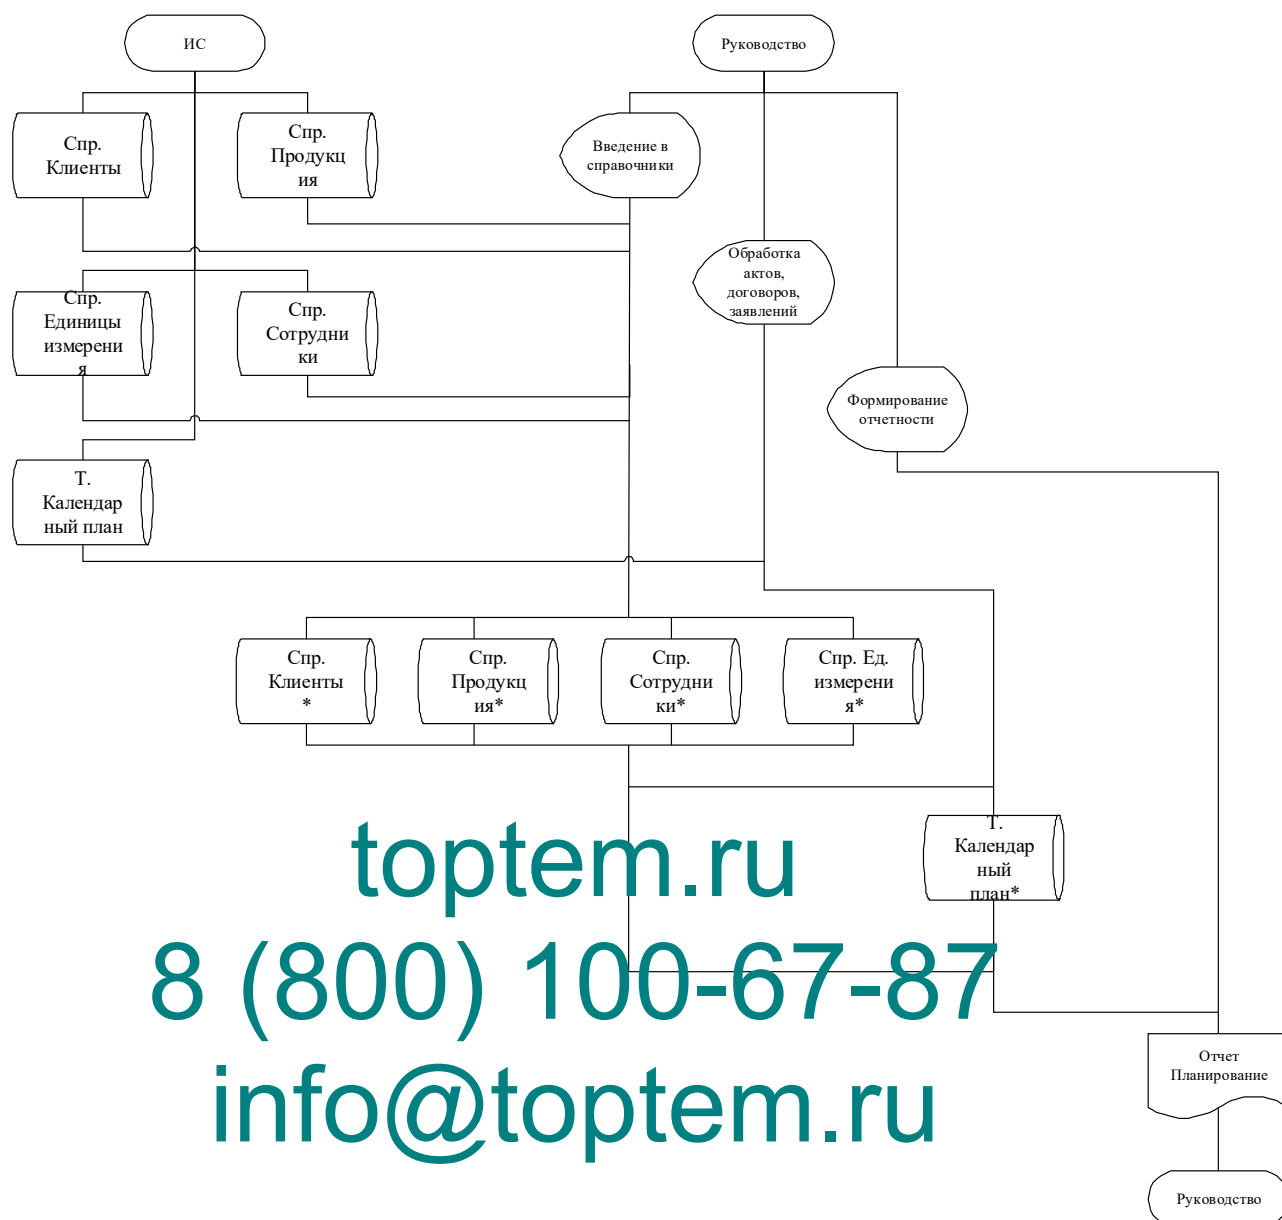 ИС
Руководство
Спр.
Клиенты
Спр.
Продукц
ия
Введение в
справочники
Обработка
актов,
договоров,
заявлений
Спр.
Единицы
измерени
я
Спр.
Сотрудни
ки
Формирование
отчетности
Т.
Календар
ный план
Спр.
Клиенты
*
Спр.
Продукц
ия*
Спр.
Сотрудни
ки*
Спр. Ед.
измерени
я*
Т.
Календар
ный
план*
toptem.ru
8 (800) 100-67-87
info@toptem.ru
Отчет
Планирование
Руководство